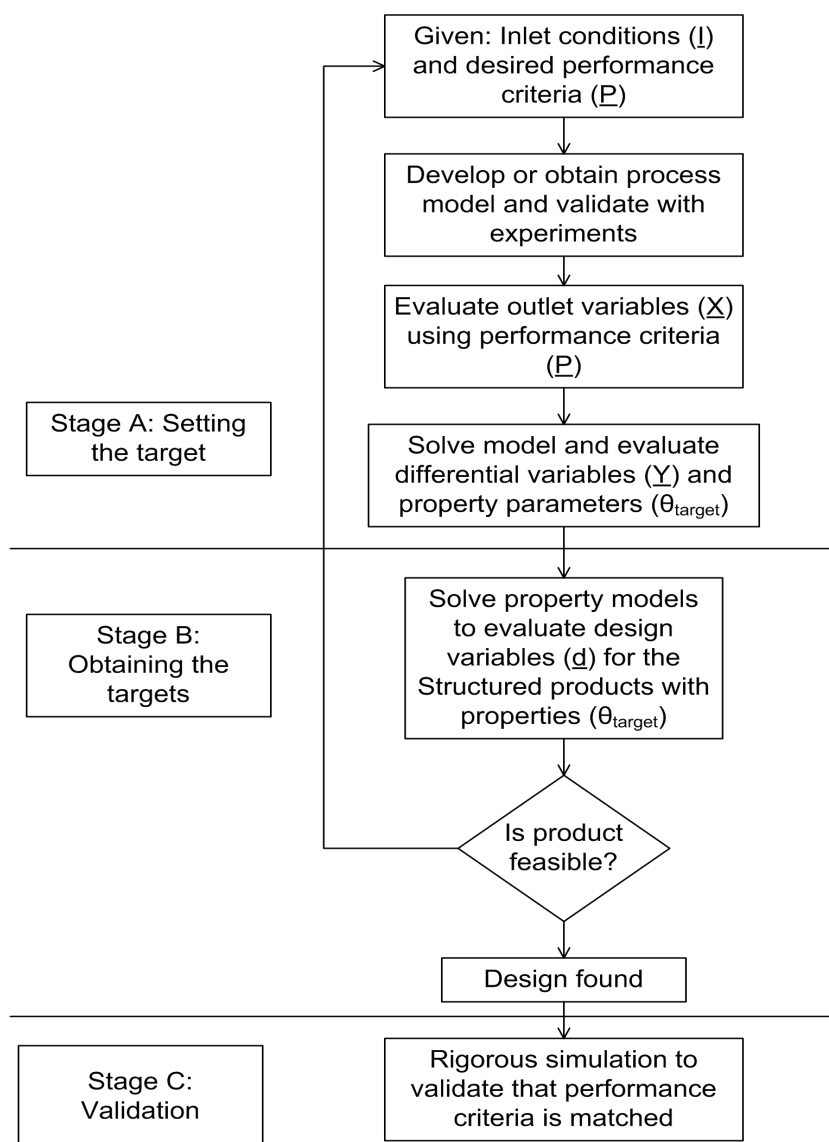 Given: Inlet conditions (I)
and desired performance
criteria (P)
Develop or obtain process
model and validate with
experiments
Evaluate outlet variables (X)
using performance criteria
(P)
Stage A: Setting
the target
Solve model and evaluate
differential variables (Y) and
property parameters (θtarget)
Stage B:
Obtaining the
targets
Solve property models
to evaluate design
variables (d) for the
Structured products with
properties (θtarget)
Is product
feasible?
Design found
Stage C:
Validation
Rigorous simulation to
validate that performance
criteria is matched